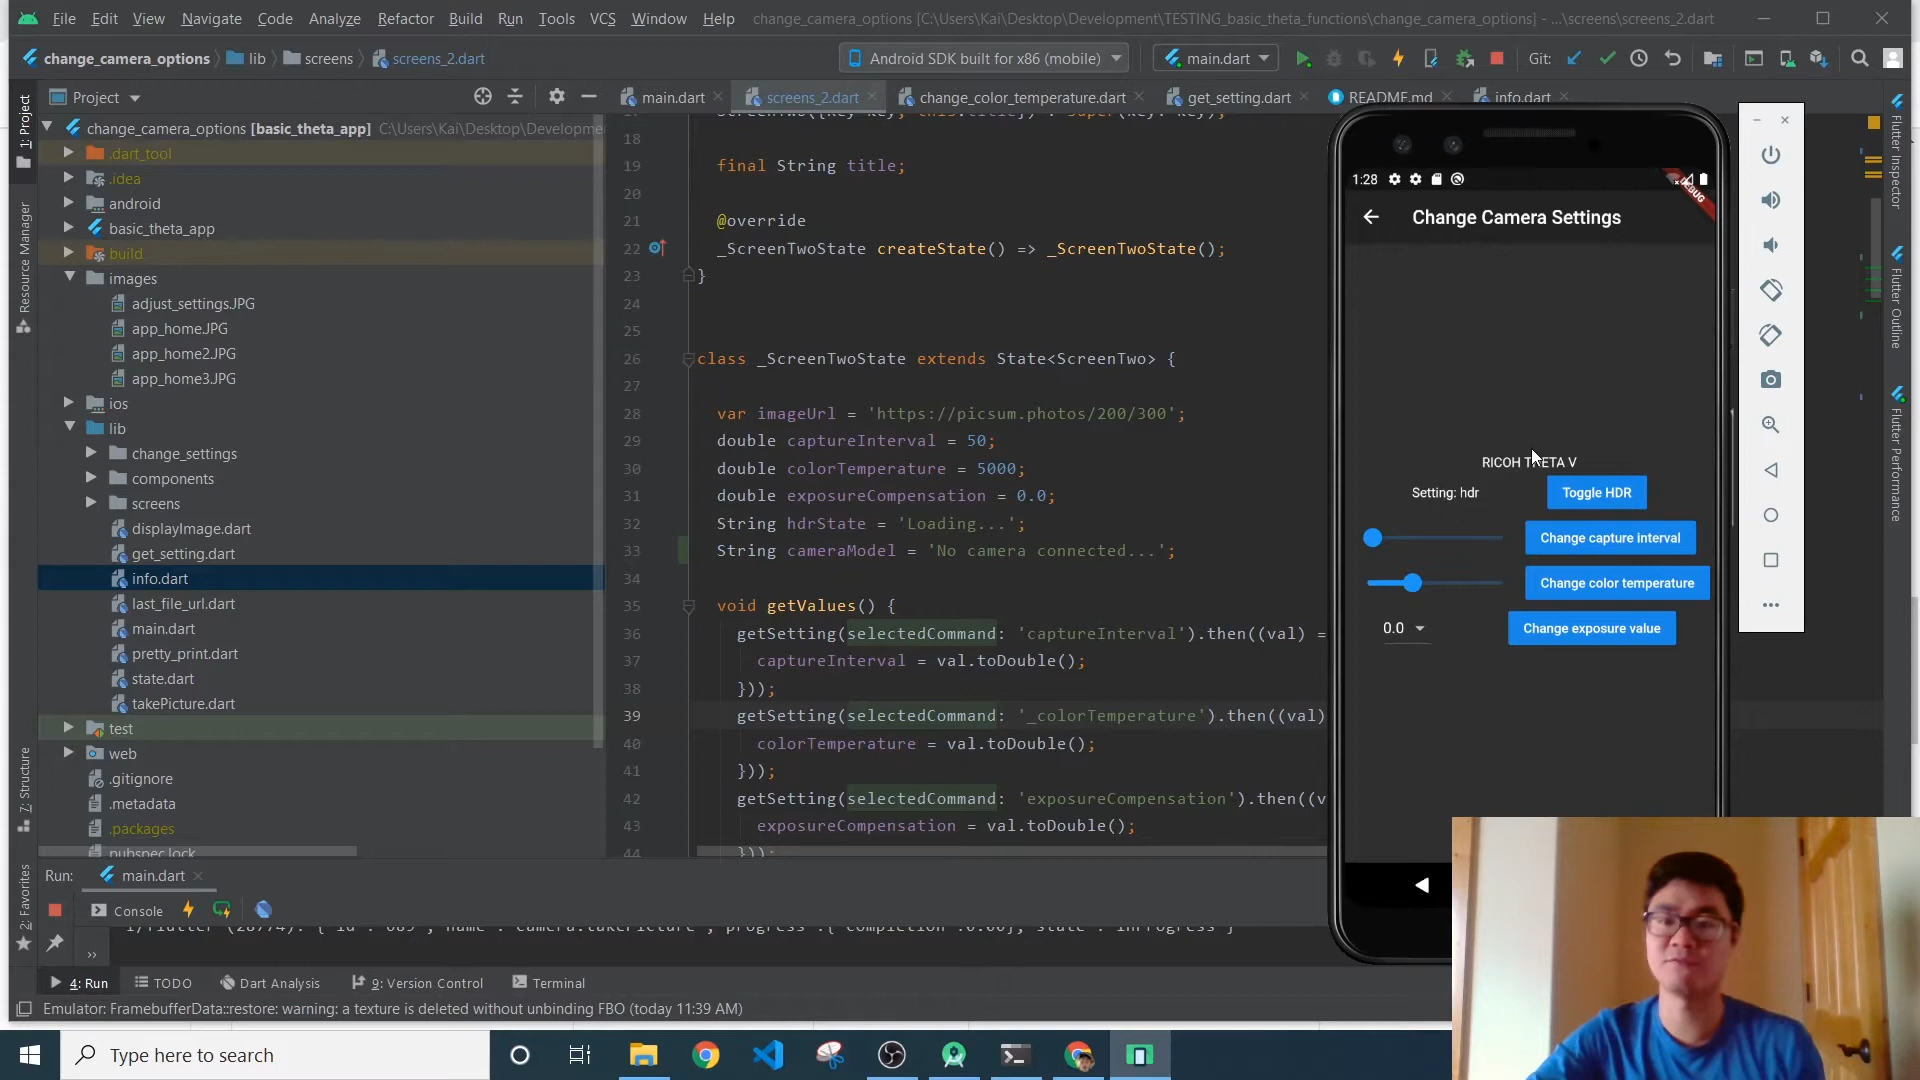 File Edit View Navigate Code Analyze Refactor Build Run Tools VCS Window Help change_camera_options [C:\Users\Kai\Desktop\Development\TESTING_basic_theta_functions\change_camera_options] - ...\screens\screens_2.dart
change_camera_options lib screens screens_2.dart Android SDK built for x86 (mobile) main.dart Git:
Project main.dart screens_2.dart change_color_temperature.dart get_setting.dart README.md info.dart
1: Project
Resource Manager
7: Structure
2: Favorites
change_camera_options [basic_theta_app] C:\Users\Kai\Desktop\Developme
.dart_tool
.idea
android
basic_theta_app
build
images
adjust_settings.JPG
app_home.JPG
app_home2.JPG
app_home3.JPG
ios
lib
change_settings
components
screens
displayImage.dart
get_setting.dart
info.dart
last_file_url.dart
main.dart
pretty_print.dart
state.dart
takePicture.dart
test
web
.gitignore
.metadata
.packages
pubspec.lock
18
19 final String title;
20
21 @override
22 _ScreenTwoState createState() => _ScreenTwoState();
23 }
24
25
26 class _ScreenTwoState extends State<ScreenTwo> {
27
28 var imageUrl = 'https://picsum.photos/200/300';
29 double captureInterval = 50;
30 double colorTemperature = 5000;
31 double exposureCompensation = 0.0;
32 String hdrState = 'Loading...';
33 String cameraModel = 'No camera connected...';
34
35 void getValues() {
36 getSetting(selectedCommand: 'captureInterval').then((val) =
37 captureInterval = val.toDouble();
38 }));
39 getSetting(selectedCommand: '_colorTemperature').then((val)
40 colorTemperature = val.toDouble();
41 }));
42 getSetting(selectedCommand: 'exposureCompensation').then((v
43 exposureCompensation = val.toDouble();
44 }));
1:28
DEBUG
Change Camera Settings
RICOH THETA V
Setting: hdr Toggle HDR
Change capture interval
Change color temperature
0.0 Change exposure value
Flutter Inspector
Flutter Outline
Flutter Performance
Run: main.dart
Console
4: Run TODO Dart Analysis 9: Version Control Terminal
Emulator: FramebufferData::restore: warning: a texture is deleted without unbinding FBO (today 11:39 AM)
Type here to search